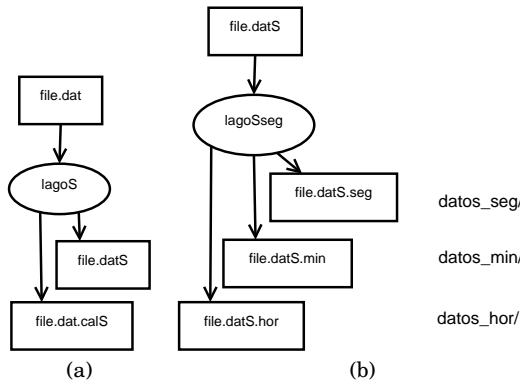 file.dat
lagoS
file.datS
file.dat.calS
(a)
file.datS
lagoSseg
file.datS.seg
datos_seg/
file.datS.min
datos_min/
file.datS.hor
datos_hor/
(b)